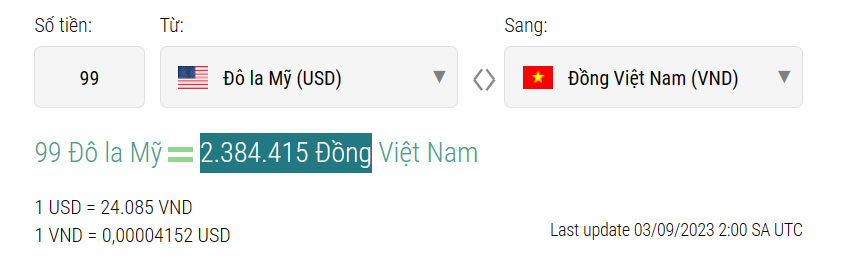 Số tiền: Từ: Sang:
99 Đô la Mỹ (USD) Đồng Việt Nam (VND)
99 Đô la Mỹ = 2.384.415 Đồng Việt Nam
1 USD = 24.085 VND
1 VND = 0,00004152 USD
Last update 03/09/2023 2:00 SA UTC